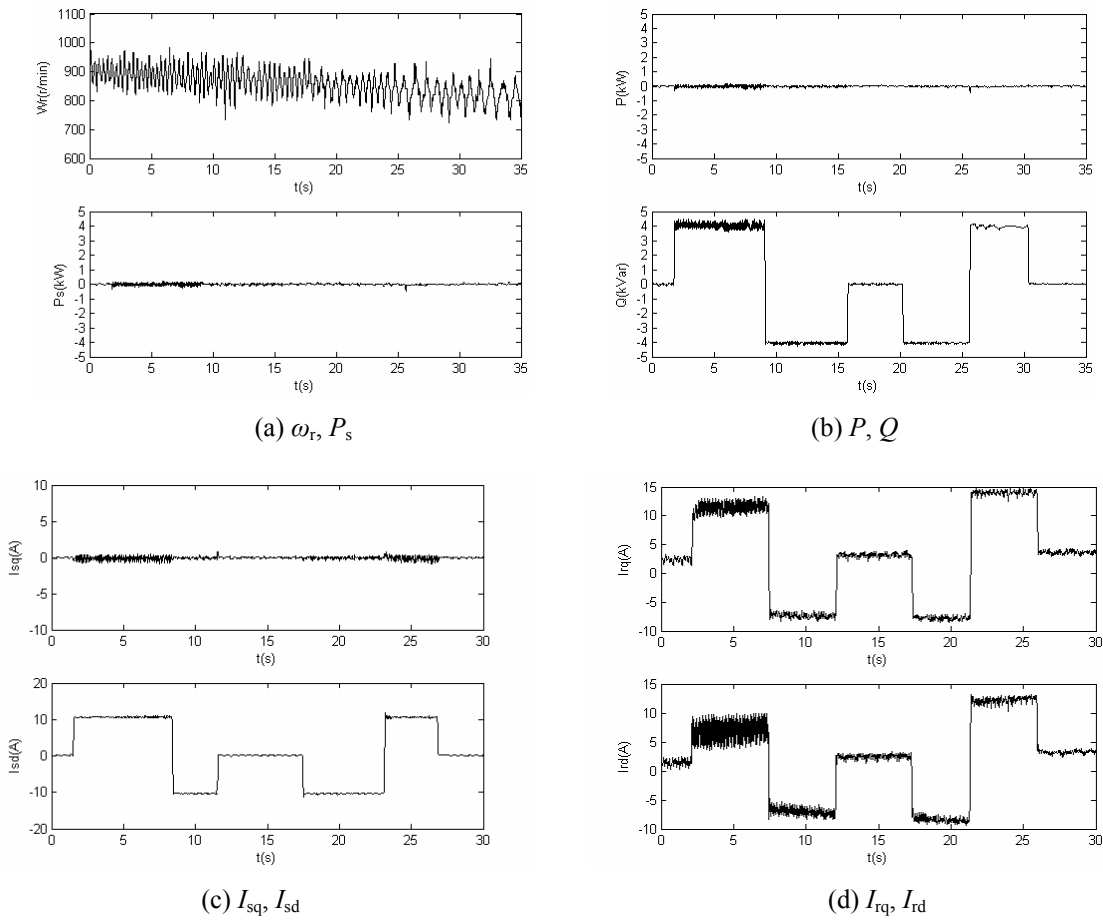 1100
1000
900
800
700
600
Wr(r/min)
0 5 10 15 20 25 30 35
t(s)
5
4
3
2
1
0
-1
-2
-3
-4
-5
Ps(kW)
0 5 10 15 20 25 30 35
t(s)
(a) ωr, Ps
5
4
3
2
1
0
-1
-2
-3
-4
-5
P(kW)
0 5 10 15 20 25 30 35
t(s)
5
4
3
2
1
0
-1
-2
-3
-4
-5
Q(kVar)
0 5 10 15 20 25 30 35
t(s)
(b) P, Q
10
5
0
-5
-10
Isq(A)
0 5 10 15 20 25 30
t(s)
20
10
0
-10
-20
Isd(A)
0 5 10 15 20 25 30
t(s)
(c) Isq, Isd
15
10
5
0
-5
-10
Irq(A)
0 5 10 15 20 25 30
t(s)
15
10
5
0
-5
-10
Ird(A)
0 5 10 15 20 25 30
t(s)
(d) Irq, Ird